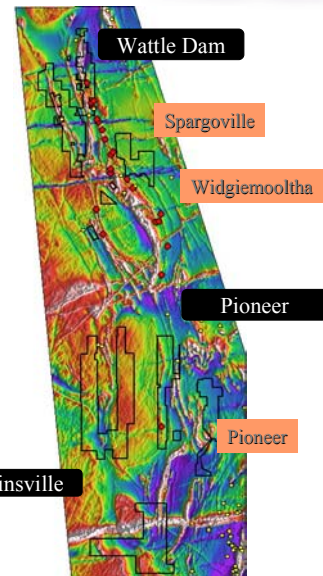 Wattle Dam
Spargoville
Widgiemooltha
Pioneer
Pioneer
insville